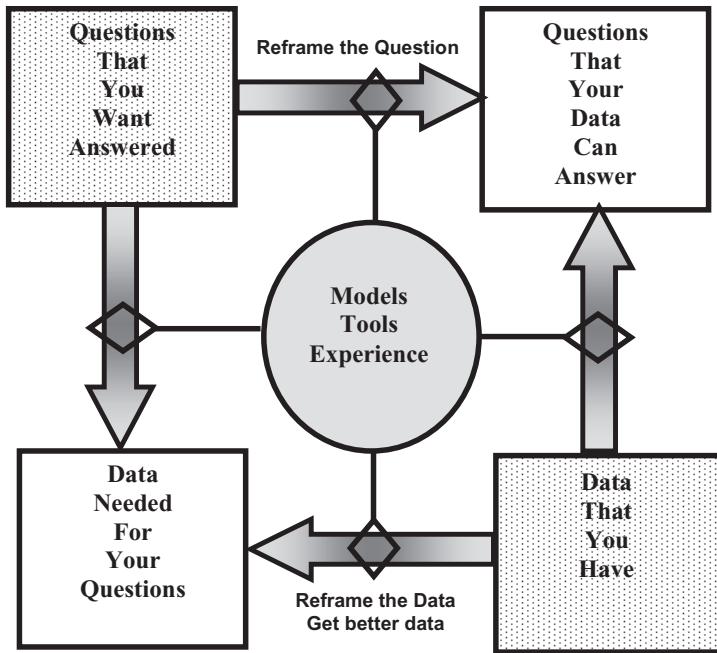 Questions
That
You
Want
Answered
Reframe the Question
Questions
That
Your
Data
Can
Answer
Models
Tools
Experience
Data
Needed
For
Your
Questions
Reframe the Data
Get better data
Data
That
You
Have